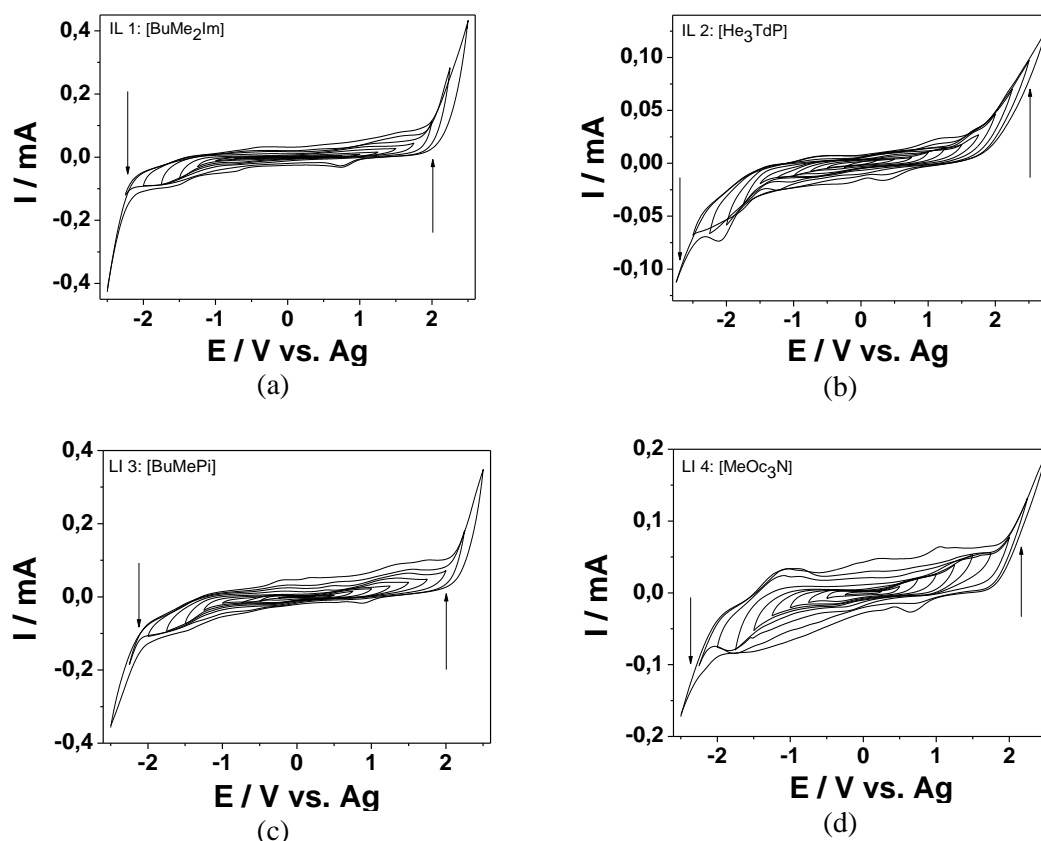 IL 1: [BuMe₂Im]
0,4
0,2
0,0
-0,2
-0,4
I / mA
-2 -1 0 1 2
E / V vs. Ag
(a)
IL 2: [He₃TdP]
0,10
0,05
0,00
-0,05
-0,10
I / mA
-2 -1 0 1 2
E / V vs. Ag
(b)
LI 3: [BuMePi]
0,4
0,2
0,0
-0,2
-0,4
I / mA
-2 -1 0 1 2
E / V vs. Ag
(c)
LI 4: [MeOc₃N]
0,2
0,1
0,0
-0,1
-0,2
I / mA
-2 -1 0 1 2
E / V vs. Ag
(d)